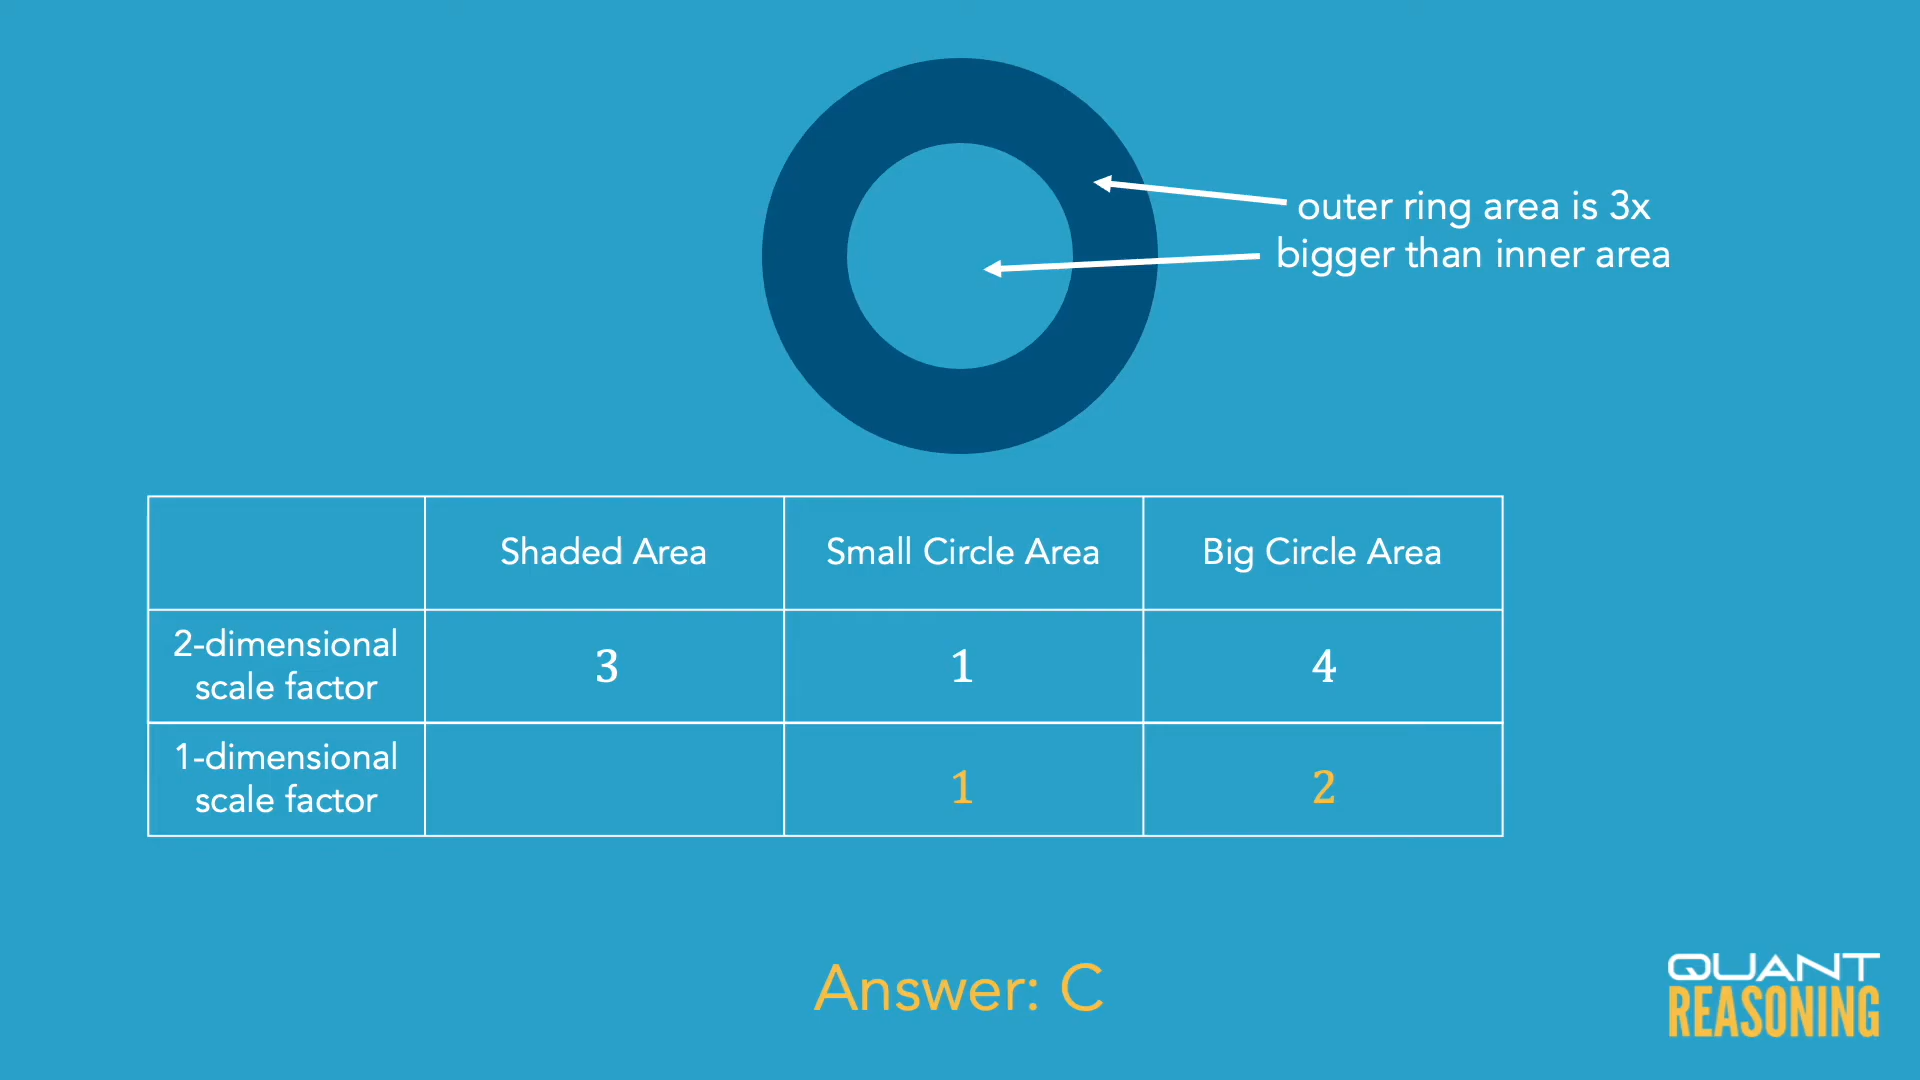 outer ring area is 3x
bigger than inner area
Shaded Area
Small Circle Area
Big Circle Area
2-dimensional
scale factor
3
1
4
1-dimensional
scale factor
1
2
Answer: C
QUANT
REASONING